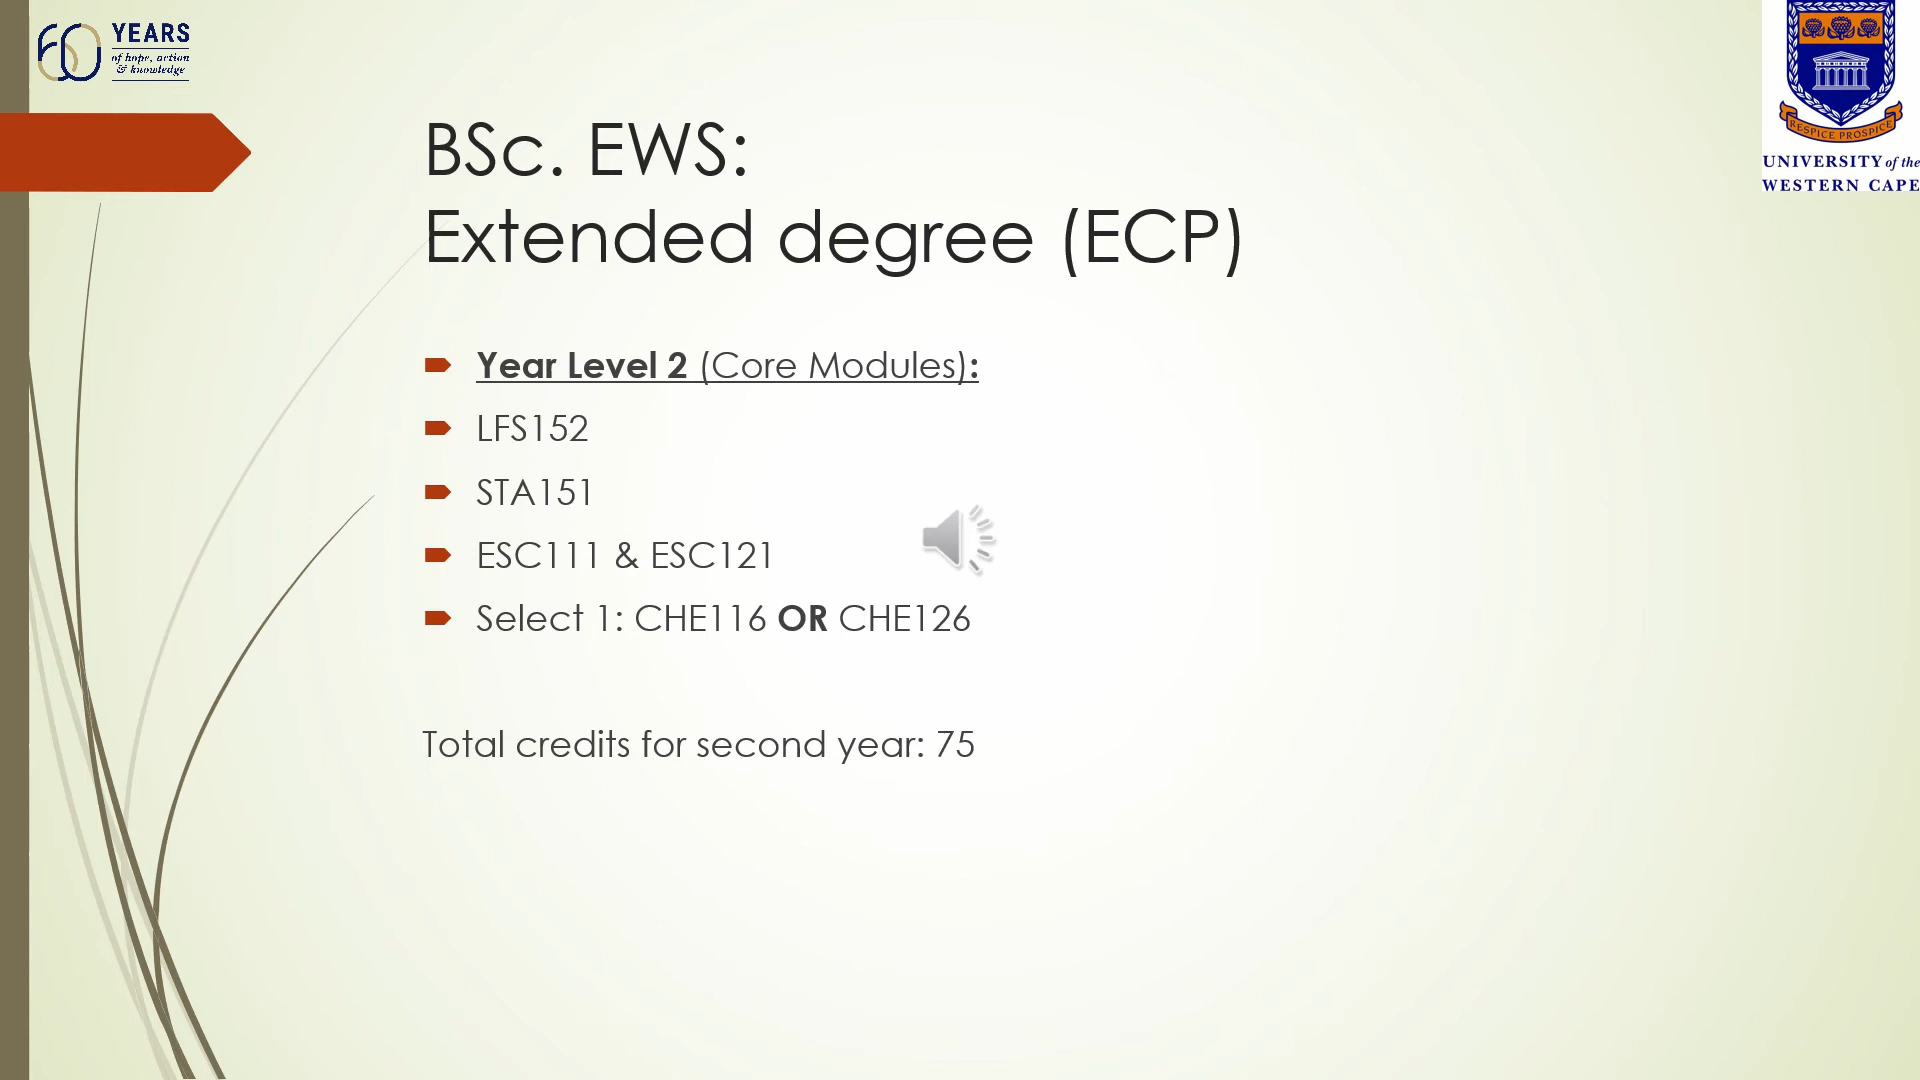 60 YEARS
of hope, action
& knowledge
RESPICE PROSPICE
UNIVERSITY of the
WESTERN CAPE
BSc. EWS:
Extended degree (ECP)
Year Level 2 (Core Modules):
LFS152
STA151
ESC111 & ESC121
Select 1: CHE116 OR CHE126
Total credits for second year: 75